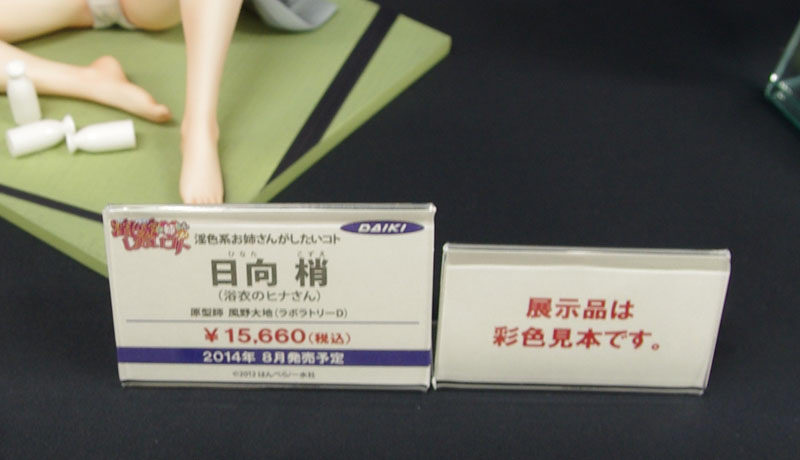 淫色系お姉さんがしたいコト
DAIKI
ひなた こずえ
日向 梢
(浴衣のヒナさん)
原型師 風野大地(ラボラトリーD)
￥15,660(税込)
2014年 8月発売予定
展示品は
彩色見本です。